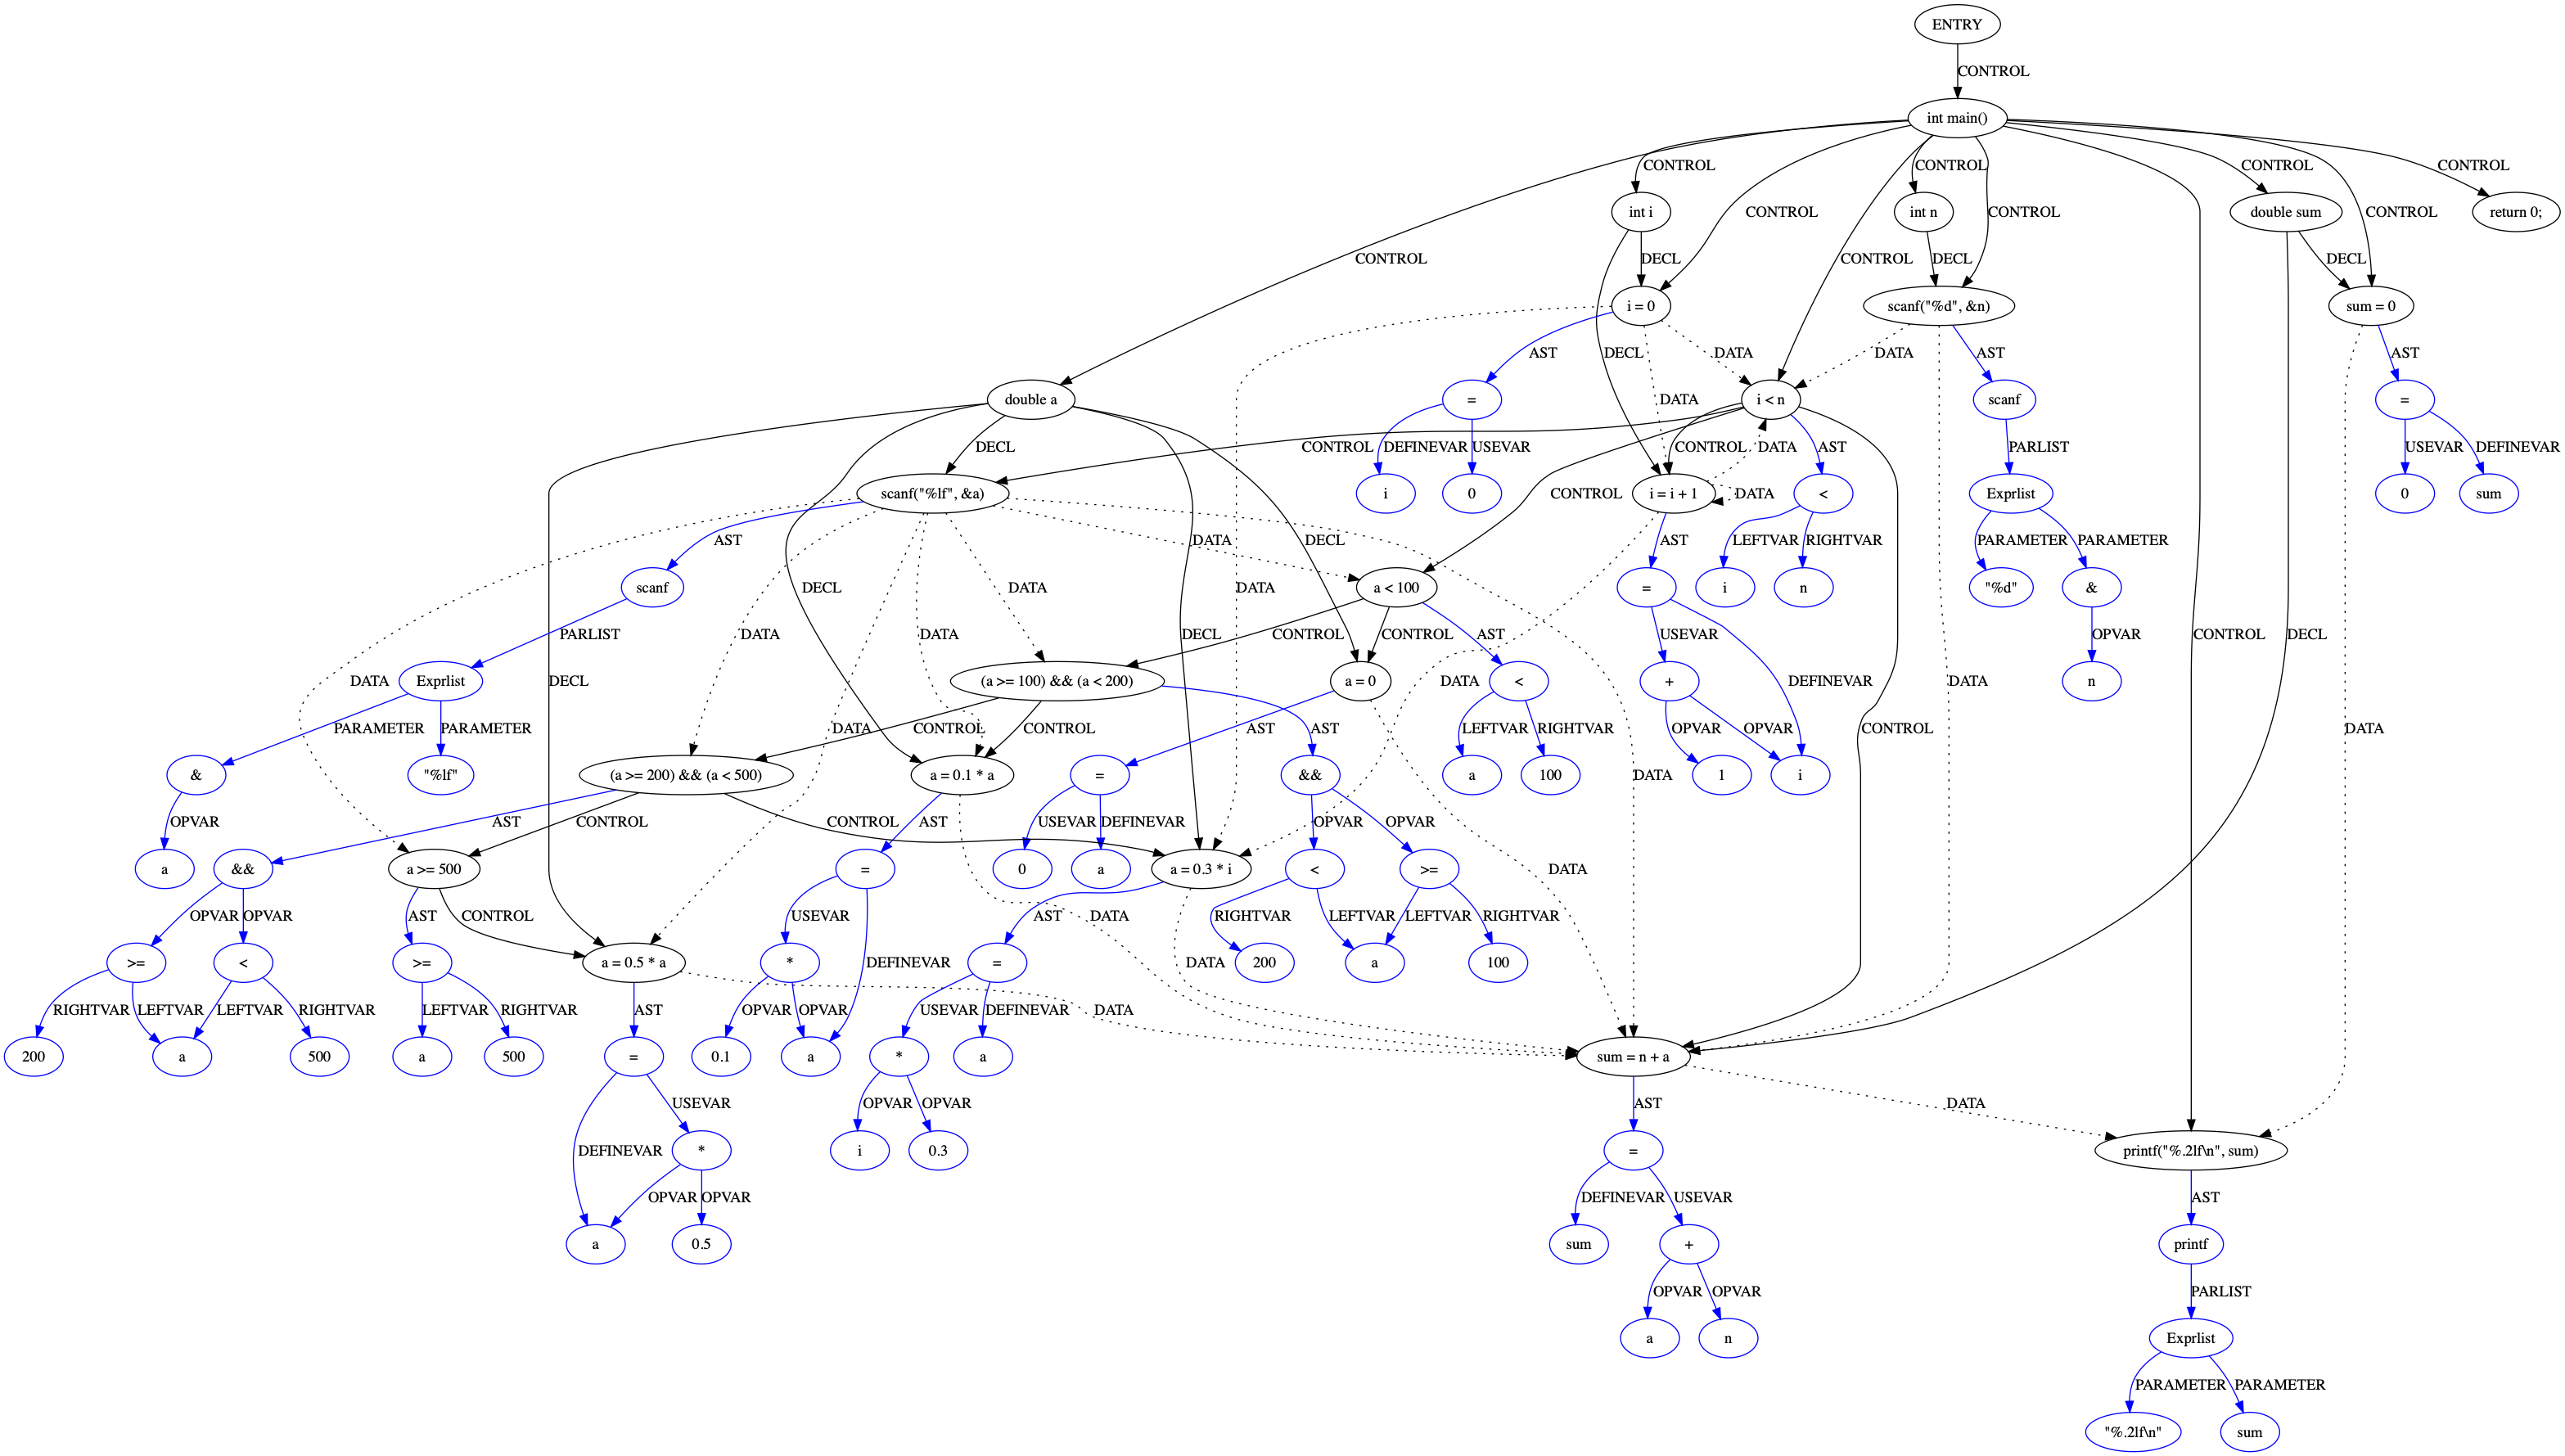 ENTRY
CONTROL
int main()
CONTROL CONTROL CONTROL CONTROL
int i int n double sum return 0;
CONTROL CONTROL CONTROL
CONTROL DECL CONTROL DECL DECL
i = 0 scanf("%d", &n) sum = 0
AST DECL DATA DATA AST AST
double a = i < n scanf =
DATA
DECL CONTROL DEFINEVAR USEVAR CONTROL DATA AST PARLIST USEVAR DEFINEVAR
scanf("%lf", &a) i 0 i = i + 1 DATA < Exprlist 0 sum
CONTROL
AST DATA DECL AST LEFTVAR RIGHTVAR PARAMETER PARAMETER
scanf a < 100 = i n "%d" &
DECL DATA DATA
PARLIST DATA DATA DECL CONTROL CONTROL AST USEVAR OPVAR CONTROL DECL
Exprlist (a >= 100) && (a < 200) a = 0 < + n
DATA DECL DATA DEFINEVAR DATA
PARAMETER PARAMETER DATA CONTROL CONTROL AST AST LEFTVAR RIGHTVAR OPVAR OPVAR CONTROL DATA
& "%lf" (a >= 200) && (a < 500) a = 0.1 * a = && a 100 1 i
DATA
OPVAR AST CONTROL CONTROL AST USEVAR DEFINEVAR OPVAR OPVAR
a && a >= 500 = 0 a a = 0.3 * i < >=
DATA
OPVAR OPVAR AST CONTROL USEVAR AST DATA RIGHTVAR LEFTVAR LEFTVAR RIGHTVAR
>= < >= a = 0.5 * a * = 200 a 100
DEFINEVAR DATA
RIGHTVAR LEFTVAR LEFTVAR RIGHTVAR LEFTVAR RIGHTVAR AST OPVAR OPVAR USEVAR DEFINEVAR DATA
200 a 500 a 500 = 0.1 a * a sum = n + a
USEVAR OPVAR OPVAR AST DATA
DEFINEVAR * i 0.3 = printf("%.2lf\n", sum)
OPVAR OPVAR DEFINEVAR USEVAR AST
a 0.5 sum + printf
OPVAR OPVAR PARLIST
a n Exprlist
PARAMETER PARAMETER
"%.2lf\n" sum